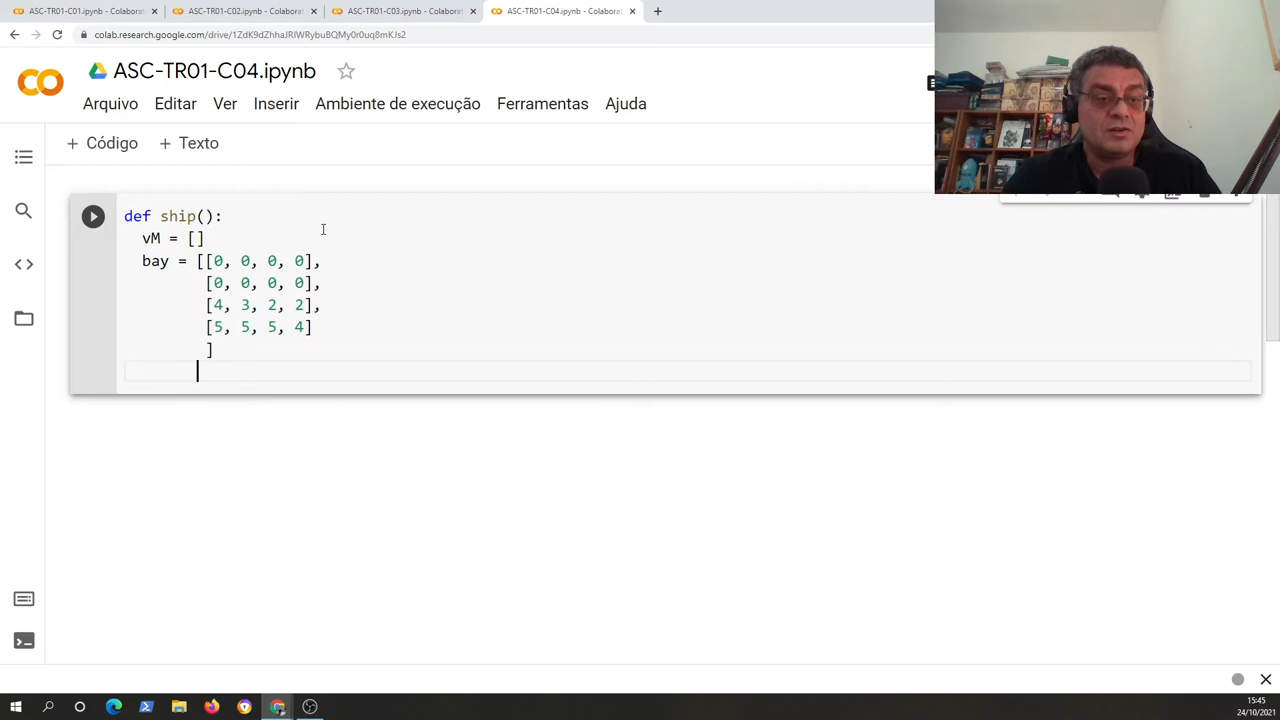 ASC-TR01-C01.ipynb - Colaborat
ASC-TR01-C02.ipynb - Colaborat
ASC-TR01-C03.ipynb - Colaborat
ASC-TR01-C04.ipynb - Colaborat
colab.research.google.com/drive/1ZdK9dZhhaJRIWRybuBQMy0r0uq8mKJs2
CO
ASC-TR01-C04.ipynb
Arquivo Editar Ver Inserir Ambiente de execução Ferramentas Ajuda
+ Código + Texto
def ship():
vM = []
bay = [[0, 0, 0, 0],
[0, 0, 0, 0],
[4, 3, 2, 2],
[5, 5, 5, 4]
]
15:45
24/10/2021